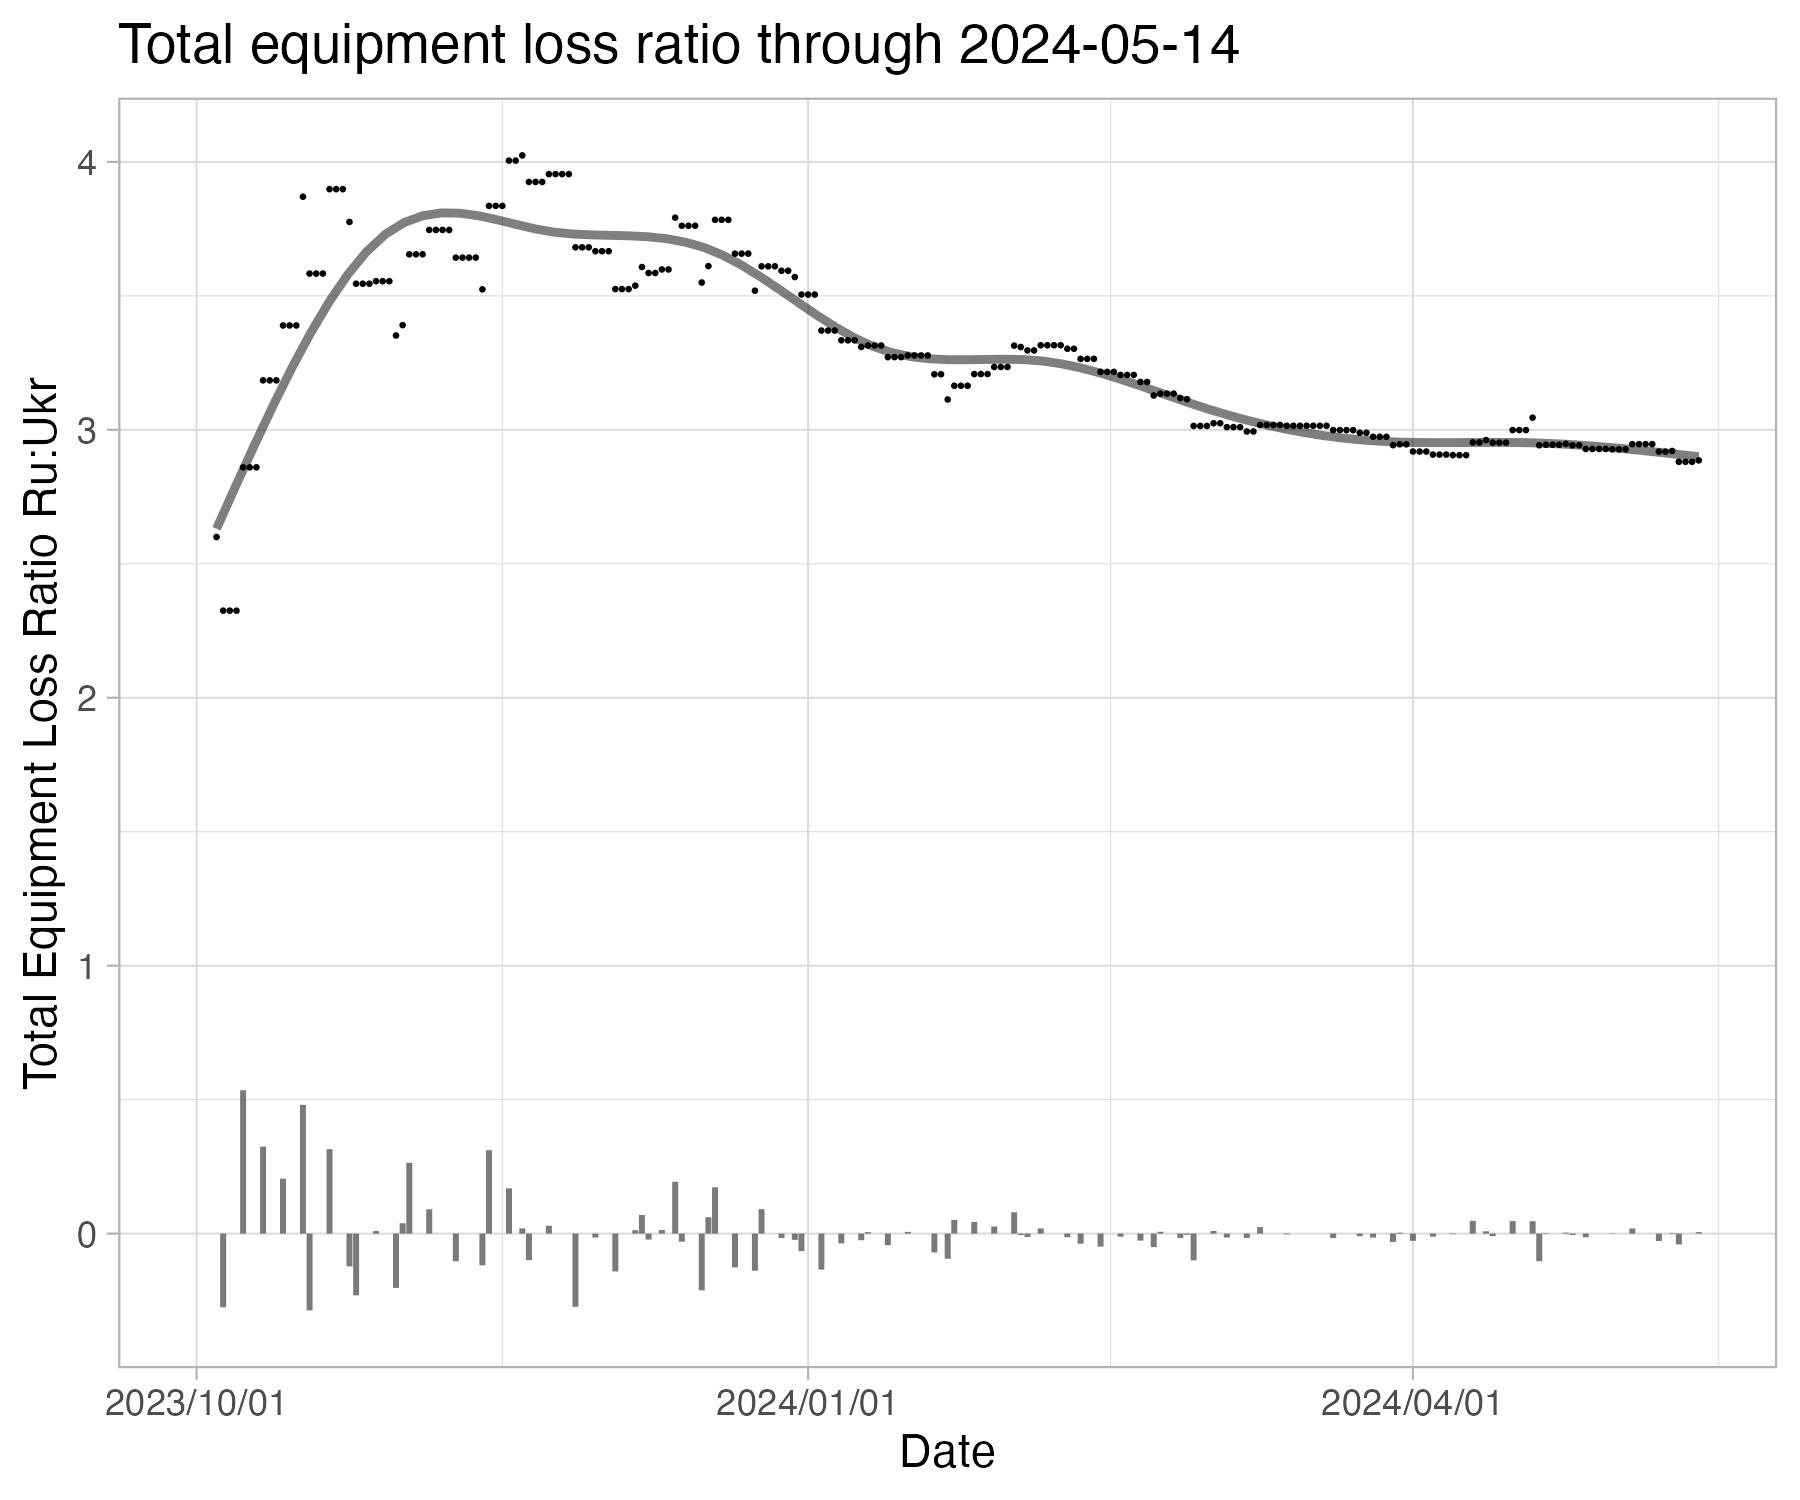 Total equipment loss ratio through 2024-05-14
Total Equipment Loss Ratio Ru:Ukr
4
3
2
1
0
2023/10/01
2024/01/01
2024/04/01
Date